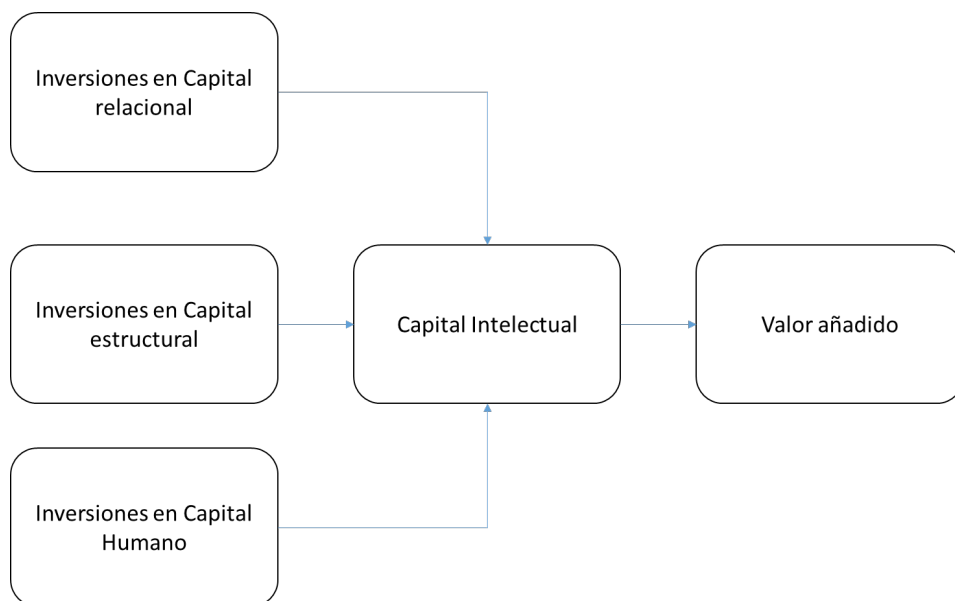 Inversiones en Capital
relacional
Inversiones en Capital
estructural
Capital Intelectual
Valor añadido
Inversiones en Capital
Humano